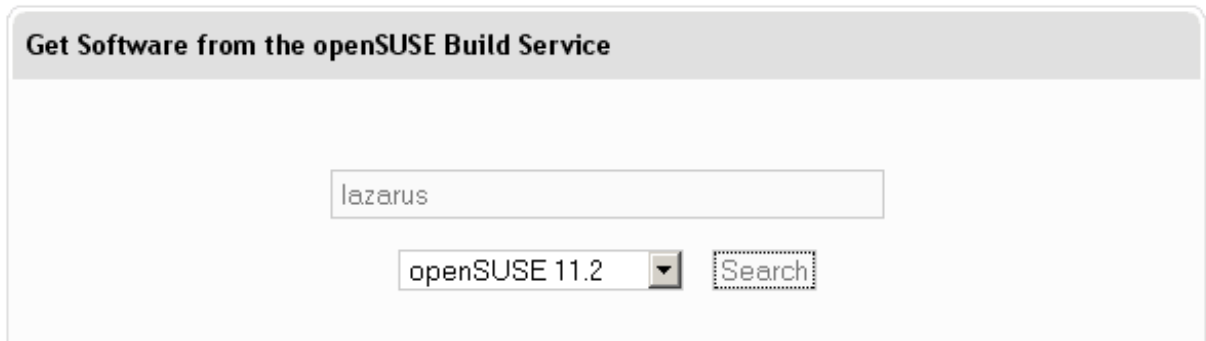 Get Software from the openSUSE Build Service
lazarus
openSUSE 11.2 Search